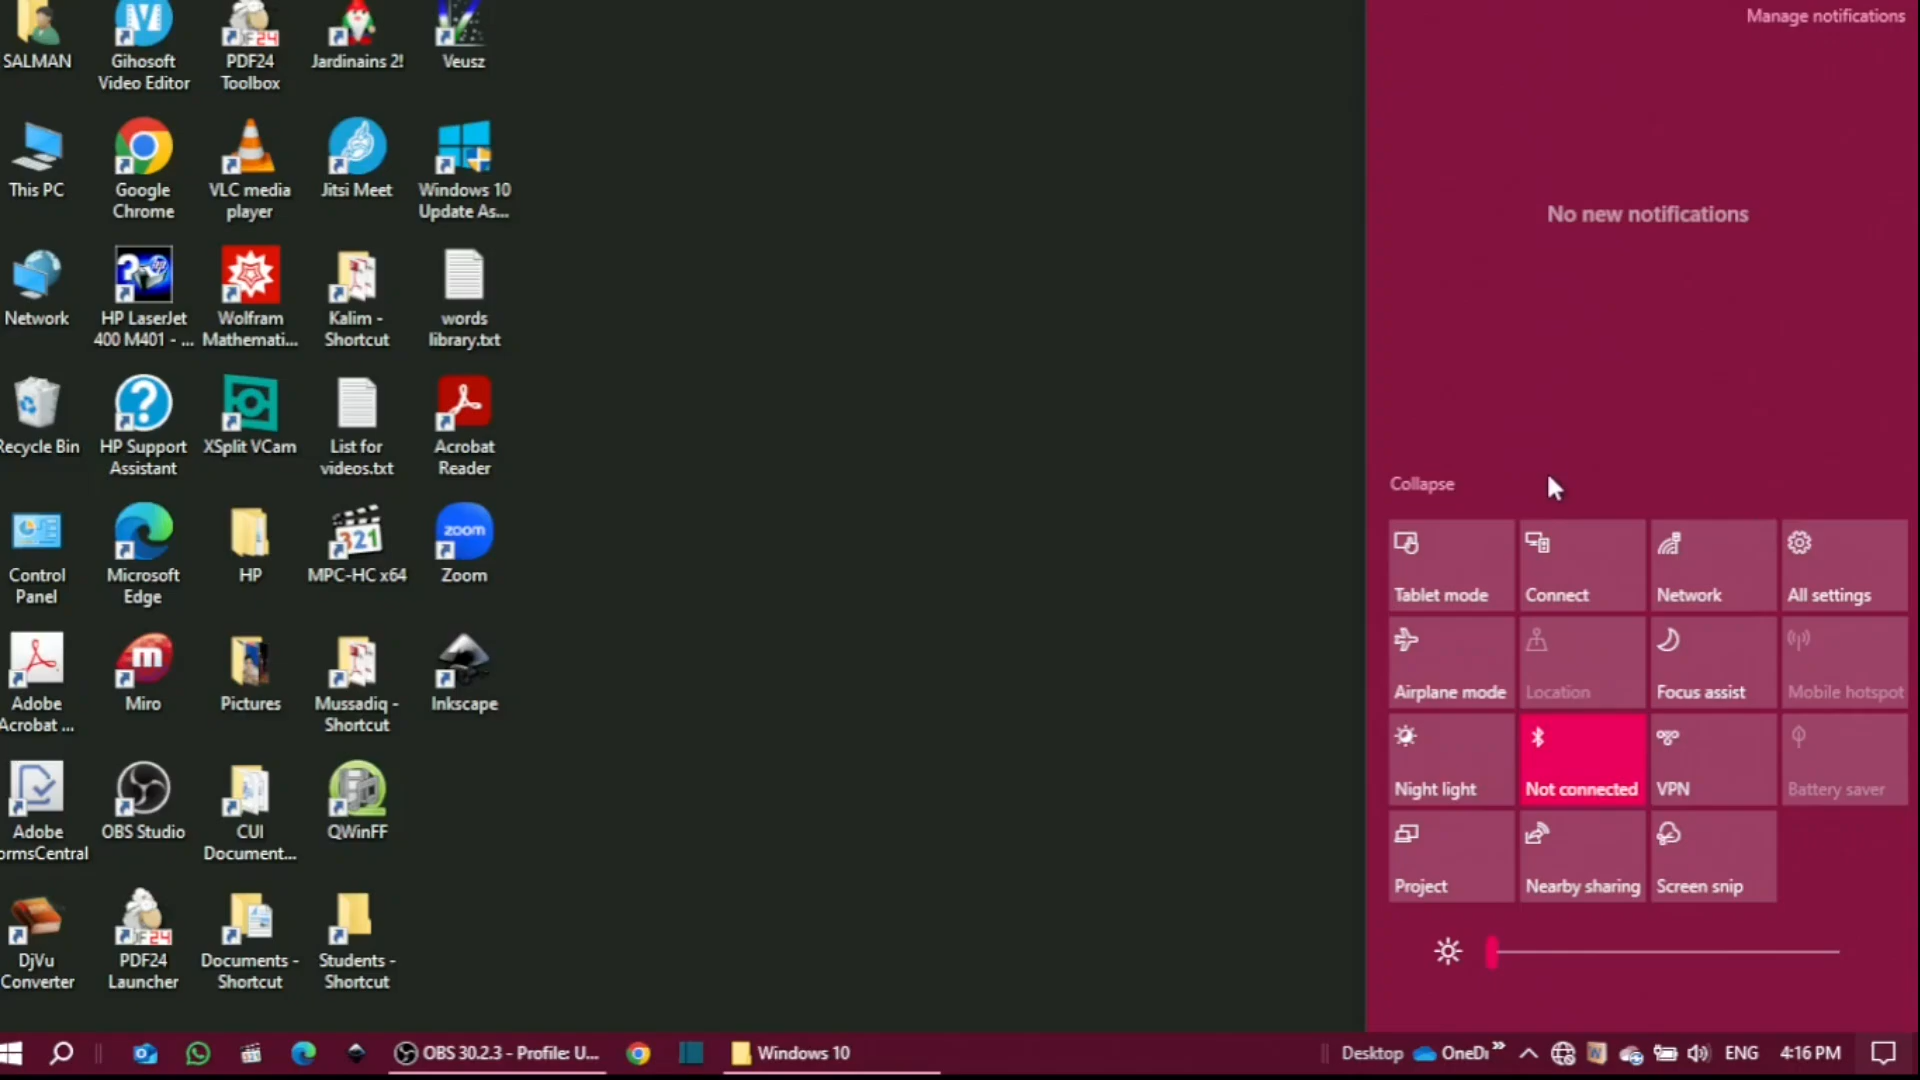 SALMAN
Gihosoft
Video Editor
PDF24
Toolbox
Jardinains 2!
Veusz
This PC
Google
Chrome
VLC media
player
Jitsi Meet
Windows 10
Update As...
Network
HP LaserJet
400 M401 - ...
Wolfram
Mathemati...
Kalim -
Shortcut
words
library.txt
Recycle Bin
HP Support
Assistant
XSplit VCam
List for
videos.txt
Acrobat
Reader
Control
Panel
Microsoft
Edge
HP
321
MPC-HC x64
zoom
Zoom
Adobe
Acrobat ...
m
Miro
Pictures
Mussadiq -
Shortcut
Inkscape
Adobe
ormsCentral
OBS Studio
CUI
Document...
QWinFF
DjVu
Converter
PDF24
Launcher
Documents -
Shortcut
Students -
Shortcut
Manage notifications
No new notifications
Collapse
Tablet mode
Connect
Network
All settings
Airplane mode
Location
Focus assist
Mobile hotspot
Night light
Not connected
VPN
Battery saver
Project
Nearby sharing
Screen snip
OBS 30.2.3 - Profile: U...
Windows 10
Desktop
OneDi
ENG
4:16 PM